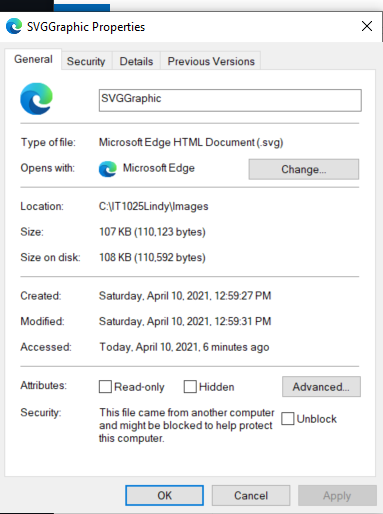 SVGGraphic Properties
General Security Details Previous Versions
SVGGraphic
Type of file: Microsoft Edge HTML Document (.svg)
Opens with: Microsoft Edge Change...
Location: C:\IT1025Lindy\Images
Size: 107 KB (110,123 bytes)
Size on disk: 108 KB (110,592 bytes)
Created: Saturday, April 10, 2021, 12:59:27 PM
Modified: Saturday, April 10, 2021, 12:59:31 PM
Accessed: Today, April 10, 2021, 6 minutes ago
Attributes: Read-only Hidden Advanced...
Security: This file came from another computer
and might be blocked to help protect
this computer.
Unblock
OK Cancel Apply